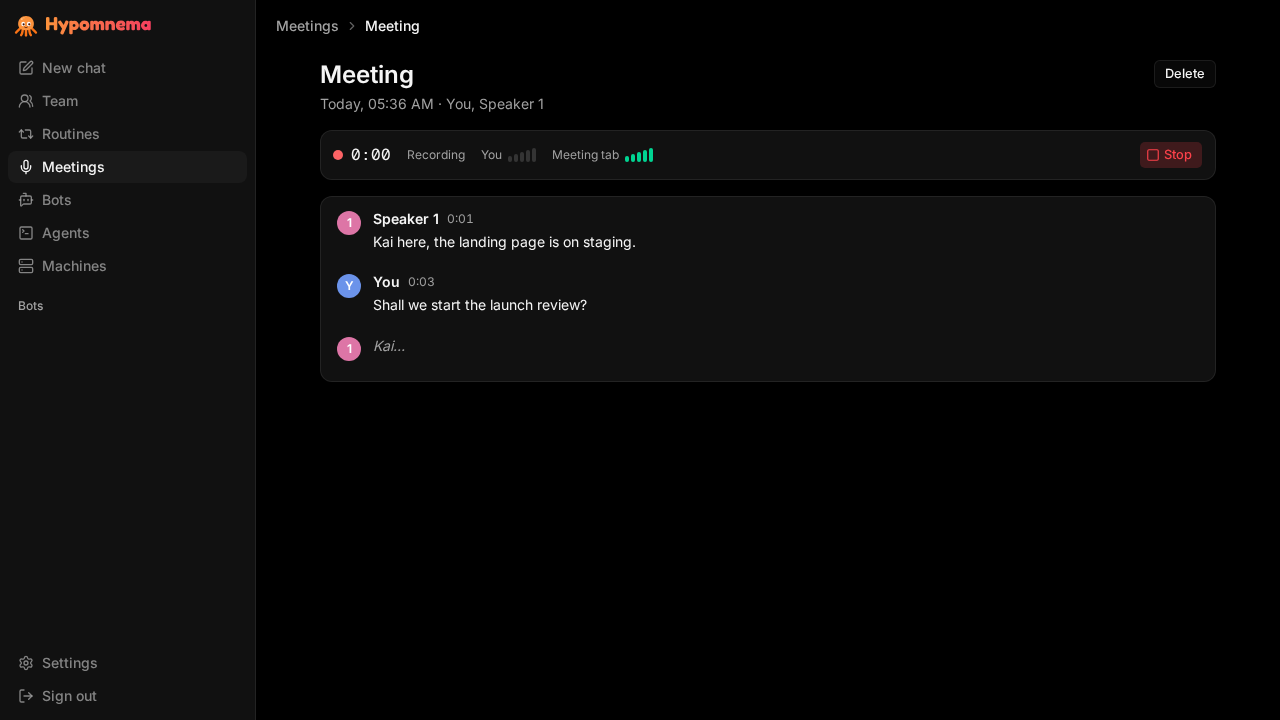 Hypomnema
New chat
Team
Routines
Meetings
Bots
Agents
Machines
Bots
Settings
Sign out
Meetings > Meeting
Meeting
Delete
Today, 05:36 AM · You, Speaker 1
0:00 Recording You Meeting tab Stop
1 Speaker 1 0:01
Kai here, the landing page is on staging.
Y You 0:03
Shall we start the launch review?
1 Kai...